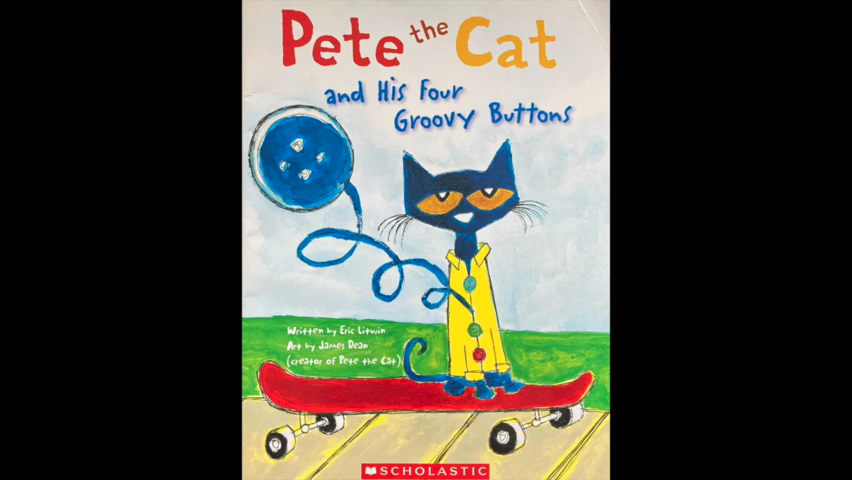 Pete the Cat
and His Four
Groovy Buttons
Written by Eric Litwin
Art by James Dean
(creator of Pete the Cat)
SCHOLASTIC